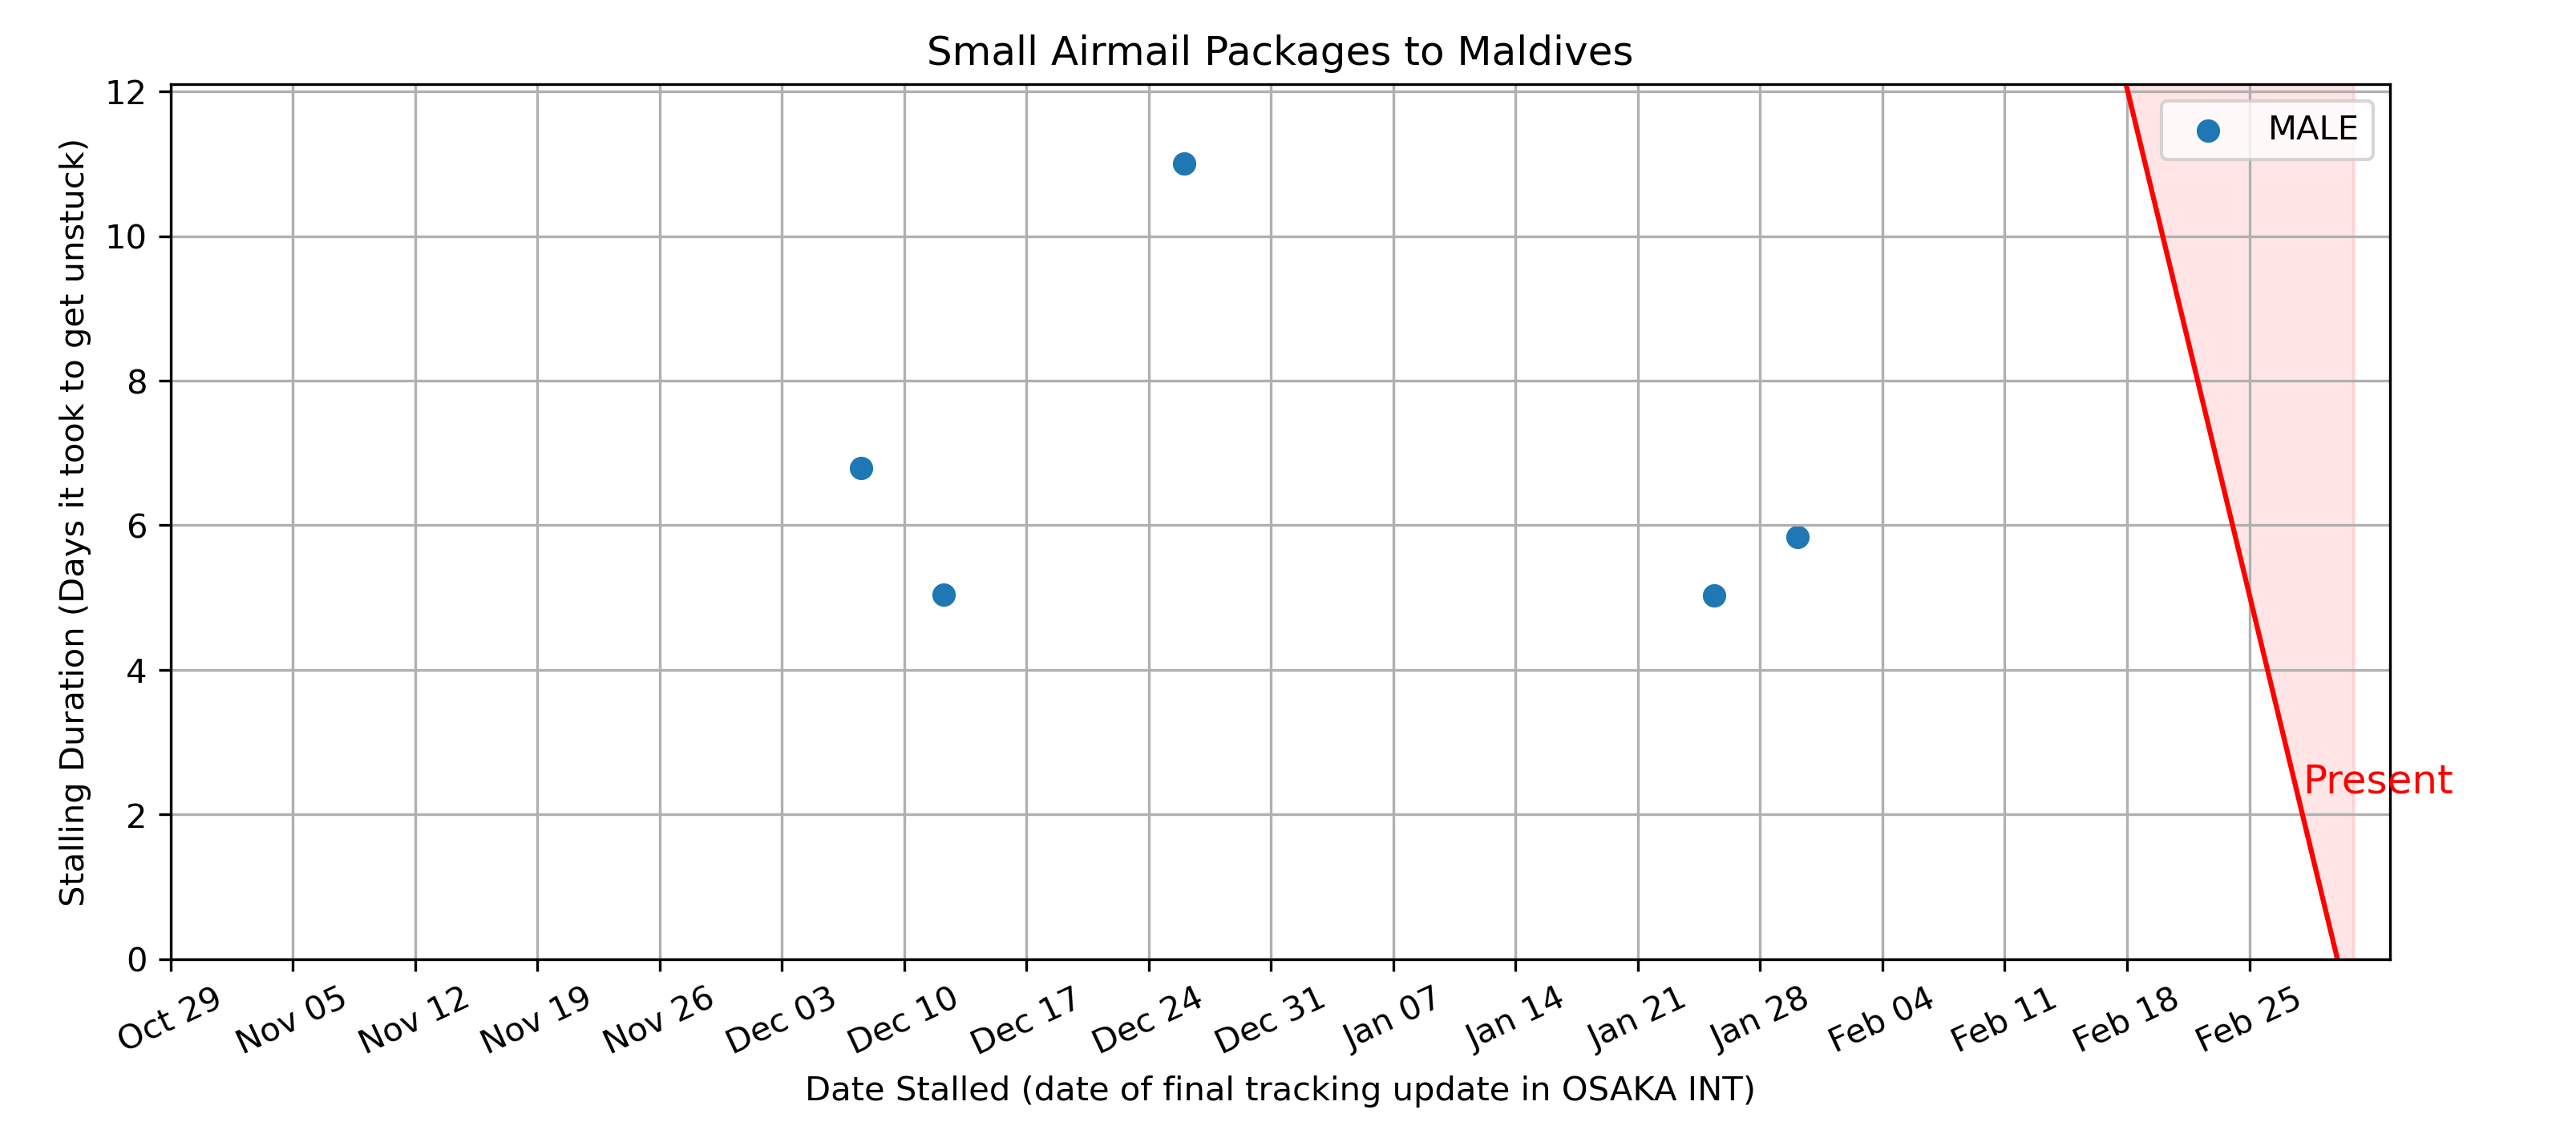 Small Airmail Packages to Maldives
MALE
Stalling Duration (Days it took to get unstuck)
12
10
8
6
4
2
0
Present
Oct 29 Nov 05 Nov 12 Nov 19 Nov 26 Dec 03 Dec 10 Dec 17 Dec 24 Dec 31 Jan 07 Jan 14 Jan 21 Jan 28 Feb 04 Feb 11 Feb 18 Feb 25
Date Stalled (date of final tracking update in OSAKA INT)